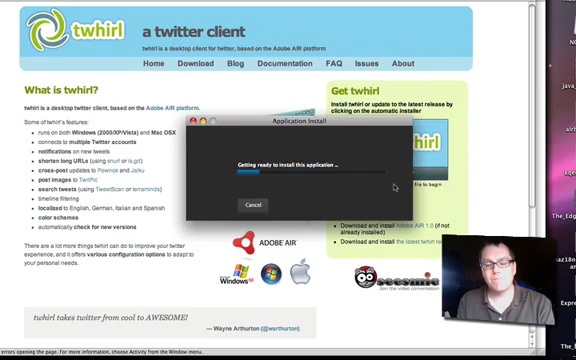 twhirl
a twitter client
twhirl is a desktop client for twitter, based on the Adobe AIR platform
Home Download Blog Documentation FAQ Issues About
What is twhirl?
twhirl is a desktop twitter client, based on the Adobe AIR platform.
Some of twhirl's features:
runs on both Windows (2000/XP/Vista) and Mac OSX
connects to multiple Twitter accounts
notifications on new tweets
shorten long URLs (using snurl or is.gd)
cross-post updates to Pownce and Jaiku
post images to TwitPic
search tweets (using TweetScan or terraminds)
timeline filtering
localized to English, German, Italian and Spanish
color schemes
automatically check for new versions
There are a lot more things twhirl can do to improve your twitter
experience, and it offers various configuration options to adapt to
your personal needs.
Get twhirl
Install twhirl or update to the latest release by
clicking on the automatic installer
Application Install
Getting ready to install this application ...
Cancel
file to begin
Download and install Adobe AIR 1.0 (if not
already installed)
Download and install the latest twhirl
ADOBE AIR
Windows
seesmic
Join the video conversation
twhirl takes twitter from cool to AWESOME!
— Wayne Arthurton (@warthurton)
errors opening the page. For more information, choose Activity from the Window menu.
java_
The_Edge